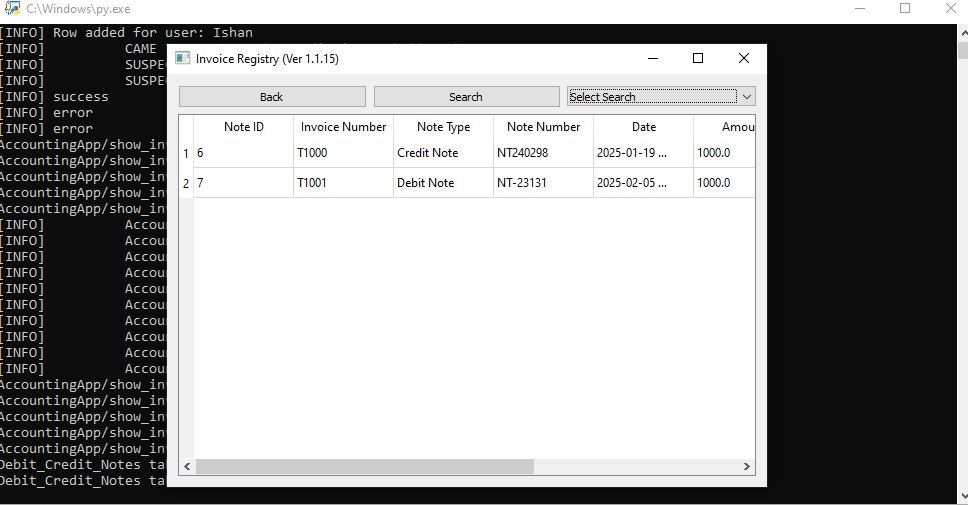 C:\Windows\py.exe
[INFO] Row added for user: Ishan
[INFO] CAME
[INFO] SUSPE
[INFO] SUSPE
[INFO] success
[INFO] error
[INFO] error
AccountingApp/show_in
AccountingApp/show_in
AccountingApp/show_in
AccountingApp/show_in
AccountingApp/show_in
[INFO] Accou
[INFO] Accou
[INFO] Accou
[INFO] Accou
[INFO] Accou
[INFO] Accou
[INFO] Accou
[INFO] Accou
[INFO] Accou
[INFO] Accou
AccountingApp/show_in
AccountingApp/show_in
AccountingApp/show_in
AccountingApp/show_in
AccountingApp/show_in
Debit_Credit_Notes ta
Debit_Credit_Notes ta
Invoice Registry (Ver 1.1.15)
Back Search Select Search
Note ID Invoice Number Note Type Note Number Date Amou
1 6 T1000 Credit Note NT240298 2025-01-19 ... 1000.0
2 7 T1001 Debit Note NT-23131 2025-02-05 ... 1000.0